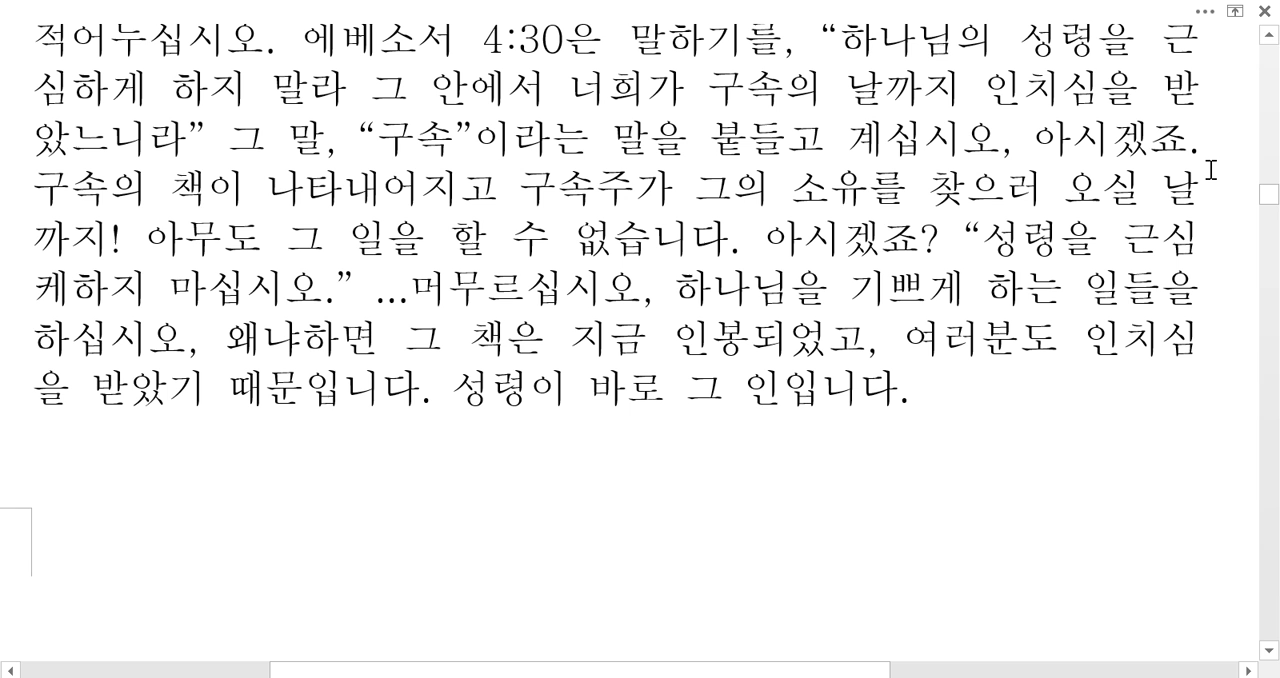 적어누십시오. 에베소서 4:30은 말하기를, “하나님의 성령을 근
심하게 하지 말라 그 안에서 너희가 구속의 날까지 인치심을 받
았느니라” 그 말, “구속”이라는 말을 붙들고 계십시오, 아시겠죠.
구속의 책이 나타내어지고 구속주가 그의 소유를 찾으러 오실 날
까지! 아무도 그 일을 할 수 없습니다. 아시겠죠? “성령을 근심
케하지 마십시오.” ...머무르십시오, 하나님을 기쁘게 하는 일들을
하십시오, 왜냐하면 그 책은 지금 인봉되었고, 여러분도 인치심
을 받았기 때문입니다. 성령이 바로 그 인입니다.